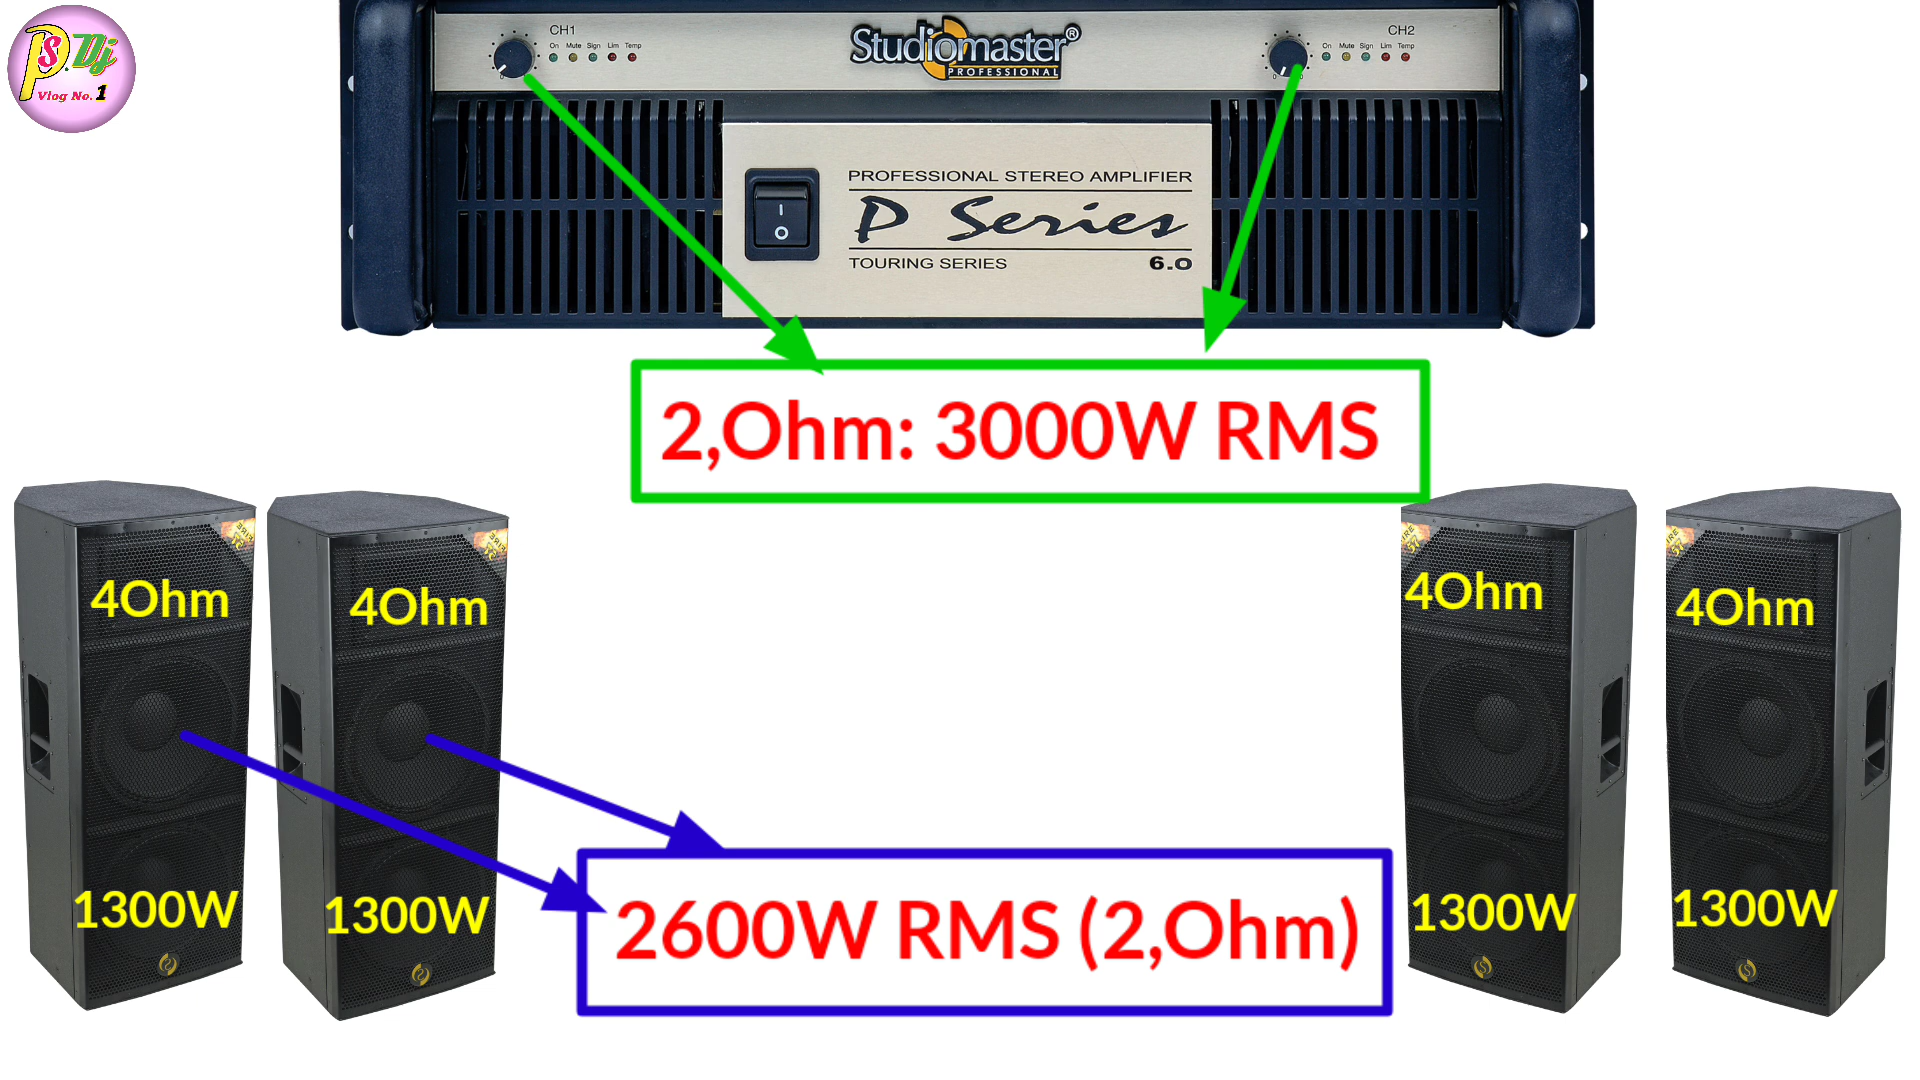 PS.Dj
Vlog No. 1
CH1
On Mute Sign Lim Temp
Studiomaster®
PROFESSIONAL
CH2
On Mute Sign Lim Temp
PROFESSIONAL STEREO AMPLIFIER
P Series
TOURING SERIES 6.0
2,Ohm: 3000W RMS
4Ohm
4Ohm
4Ohm
4Ohm
1300W
1300W
2600W RMS (2,Ohm)
1300W
1300W